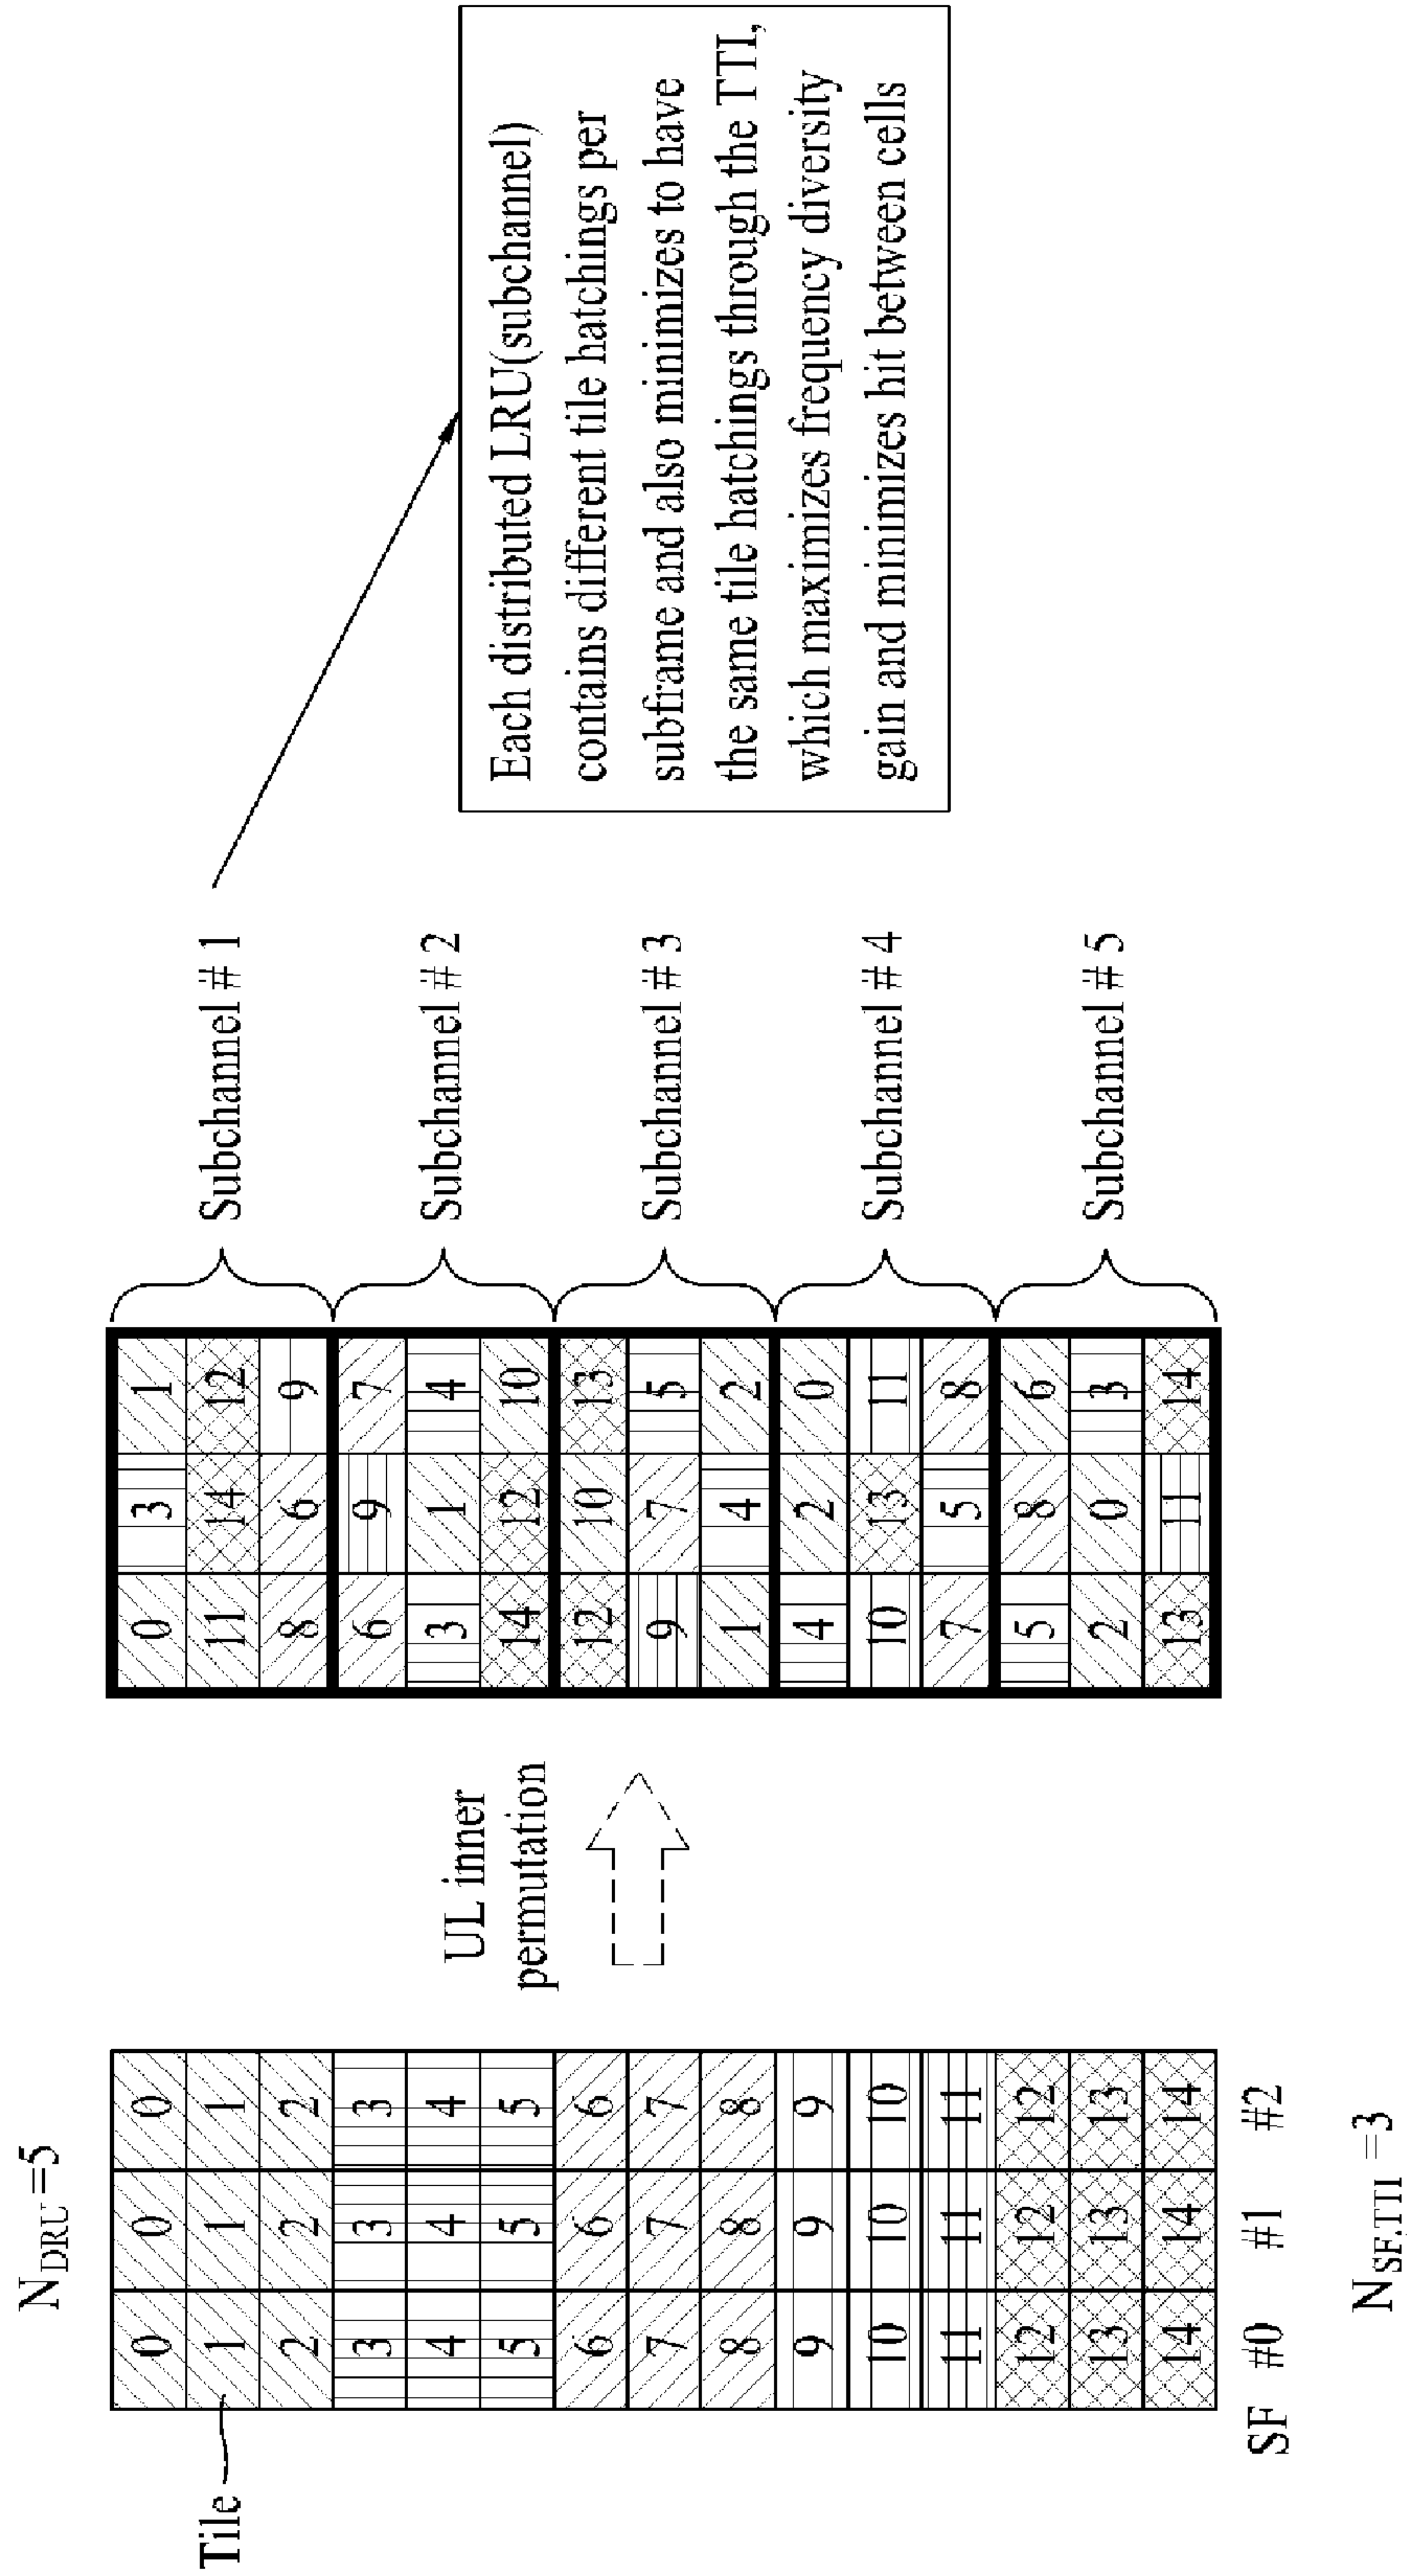 N_DRU=5
Tile
0 0 0
1 1 1
2 2 2
3 3 3
4 4 4
5 5 5
6 6 6
7 7 7
8 8 8
9 9 9
10 10 10
11 11 11
12 12 12
13 13 13
14 14 14
SF #0 #1 #2
N_SF.TTI=3
UL inner
permutation
0 3 1
11 14 12
8 6 9
6 9 7
3 1 4
14 12 10
12 10 13
9 7 5
1 4 2
4 2 0
10 13 11
7 5 8
5 8 6
2 0 3
13 11 14
Subchannel # 1
Subchannel # 2
Subchannel # 3
Subchannel # 4
Subchannel # 5
Each distributed LRU(subchannel)
contains different tile hatchings per
subframe and also minimizes to have
the same tile hatchings through the TTI,
which maximizes frequency diversity
gain and minimizes hit between cells